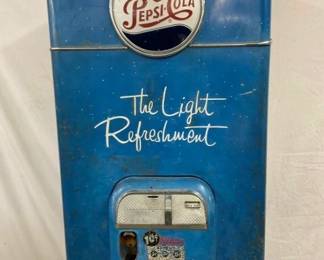 PEPSI-COLA
The Light
Refreshment
10¢